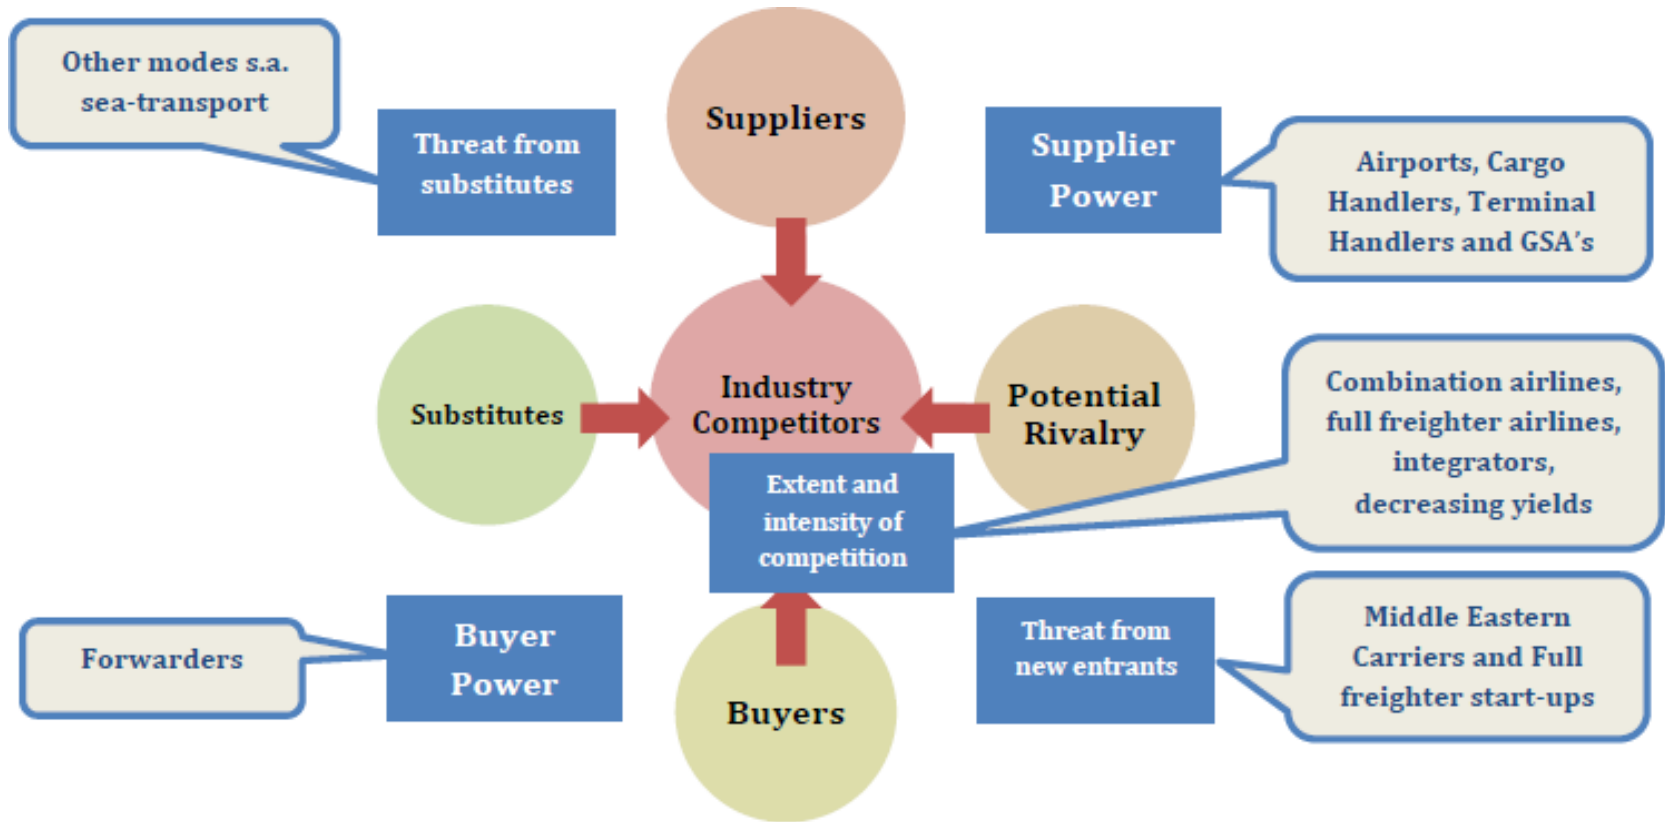 Other modes s.a.
sea-transport
Threat from
substitutes
Suppliers
Supplier
Power
Airports, Cargo
Handlers, Terminal
Handlers and GSA's
Substitutes
Industry
Competitors
Potential
Rivalry
Combination airlines,
full freighter airlines,
integrators,
decreasing yields
Extent and
intensity of
competition
Forwarders
Buyer
Power
Buyers
Threat from
new entrants
Middle Eastern
Carriers and Full
freighter start-ups